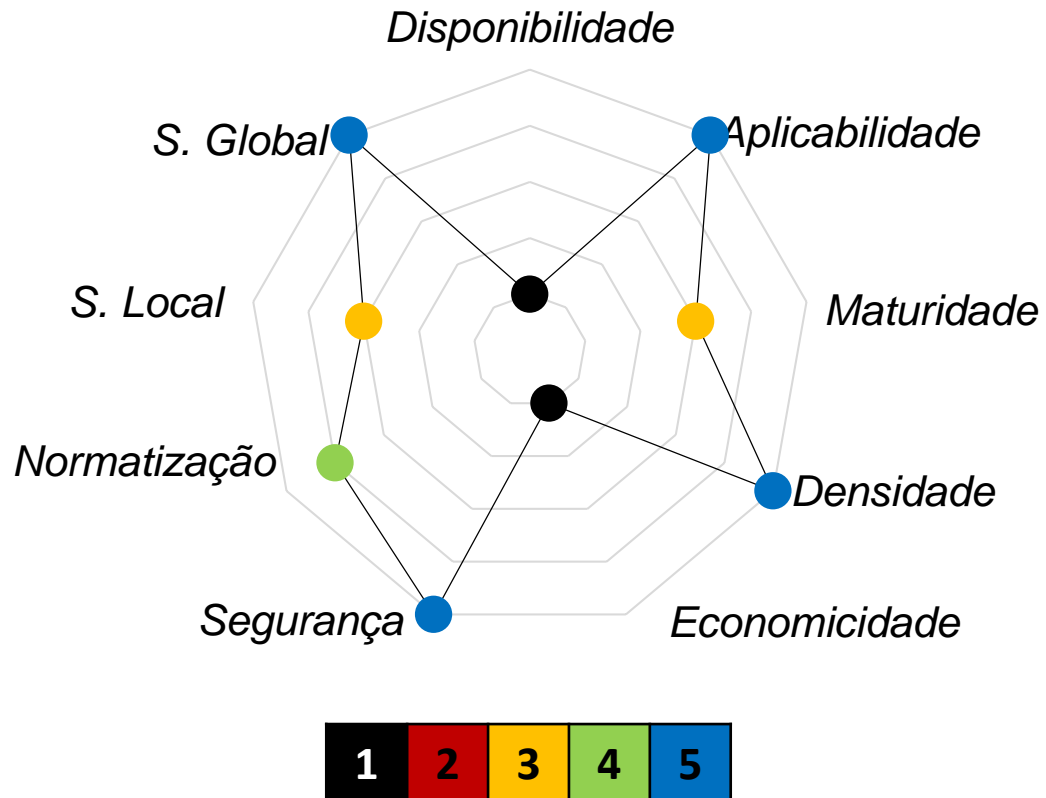 Disponibilidade
S. Global
Aplicabilidade
S. Local
Maturidade
Normatização
Densidade
Segurança
Economicidade
1 2 3 4 5